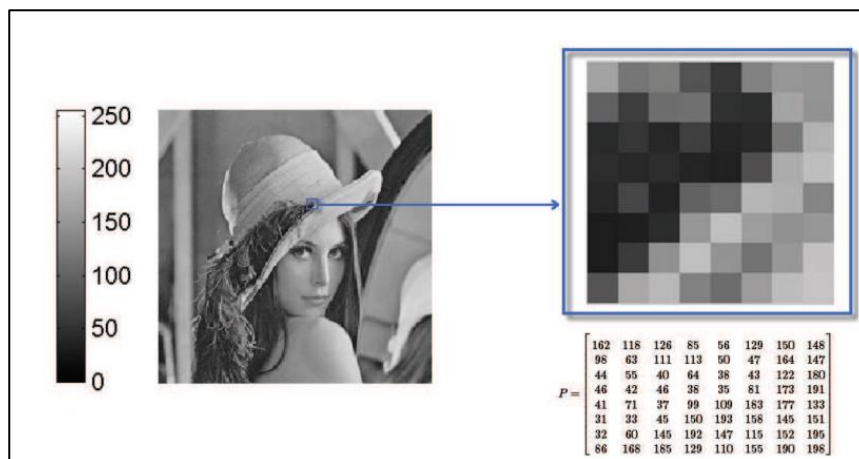 250
200
150
100
50
0
P =
162 118 126 85 56 129 150 148
98 63 111 113 50 47 164 147
44 55 40 64 38 43 122 180
46 42 46 38 35 81 173 191
41 71 37 99 109 183 177 133
31 33 45 150 193 158 145 151
32 60 145 192 147 115 152 195
86 168 185 129 110 155 190 198